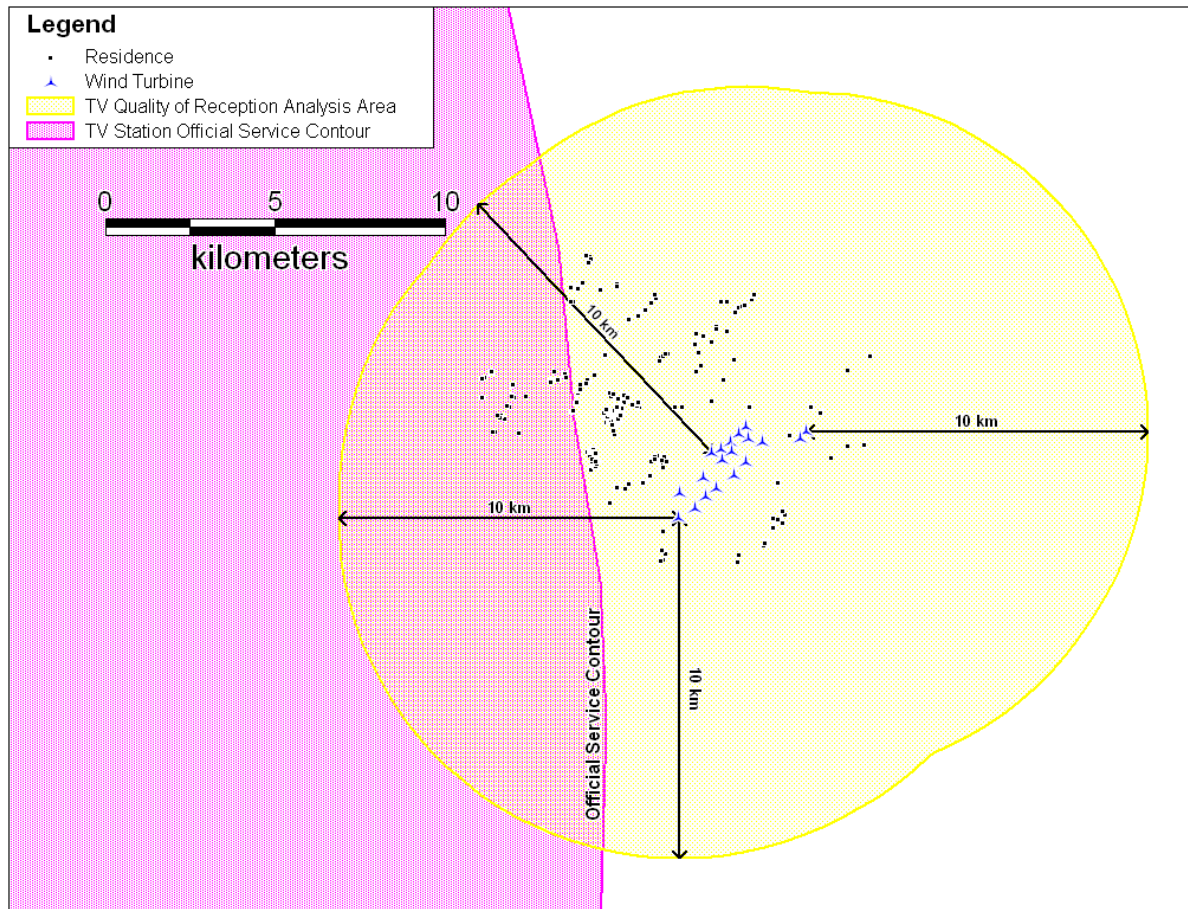 Legend
Residence
Wind Turbine
TV Quality of Reception Analysis Area
TV Station Official Service Contour
0 5 10
kilometers
10 km
10 km
10 km
10 km
Official Service Contour